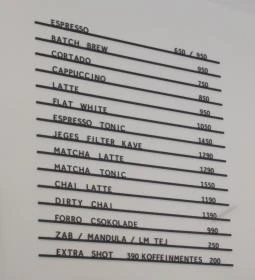 ESPRESSO 650 / 950
BATCH BREW 950
CORTADO 750
CAPPUCCINO 850
LATTE 950
FLAT WHITE 1050
ESPRESSO TONIC 1450
JEGES FILTER KAVE 1290
MATCHA LATTE 1290
MATCHA TONIC 1550
CHAI LATTE 1190
DIRTY CHAI 1390
FORRO CSOKOLADE 990
ZAB / MANDULA / LM TEJ 250
EXTRA SHOT 390 KOFFEINMENTES 200